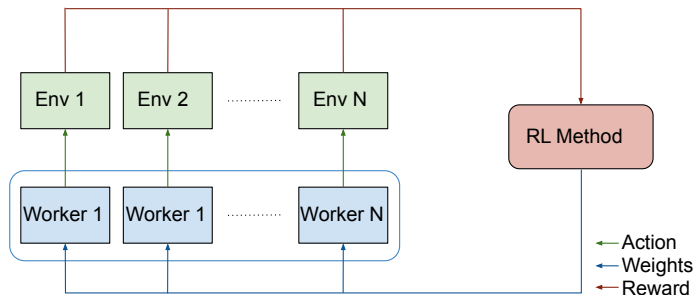 Env 1
Env 2
Env N
RL Method
Worker 1
Worker 1
Worker N
Action
Weights
Reward